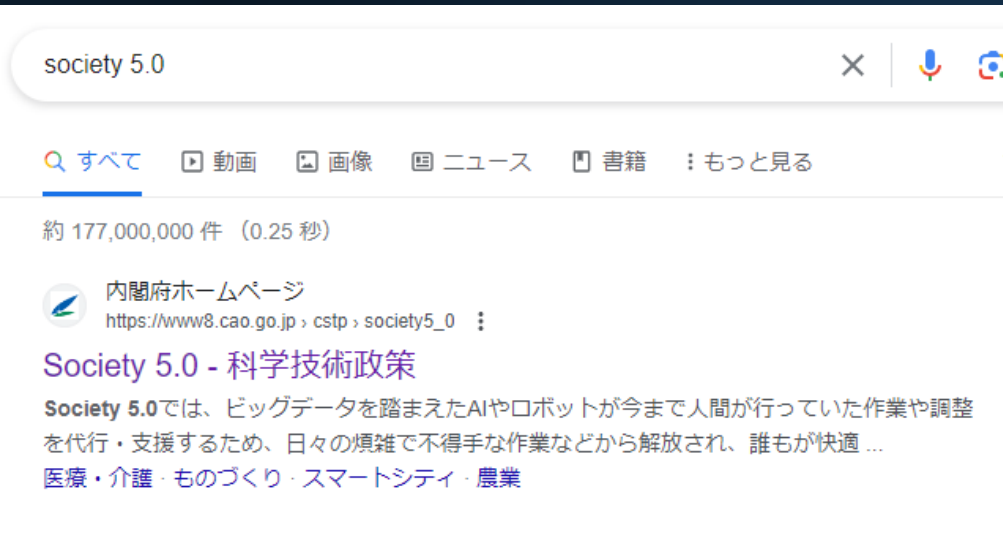 society 5.0
すべて 動画 画像 ニュース 書籍 もっと見る
約 177,000,000 件 （0.25 秒）
内閣府ホームページ
https://www8.cao.go.jp › cstp › society5_0
Society 5.0 - 科学技術政策
Society 5.0では、ビッグデータを踏まえたAIやロボットが今まで人間が行っていた作業や調整
を代行・支援するため、日々の煩雑で不得手な作業などから解放され、誰もが快適 ...
医療・介護 · ものづくり · スマートシティ · 農業